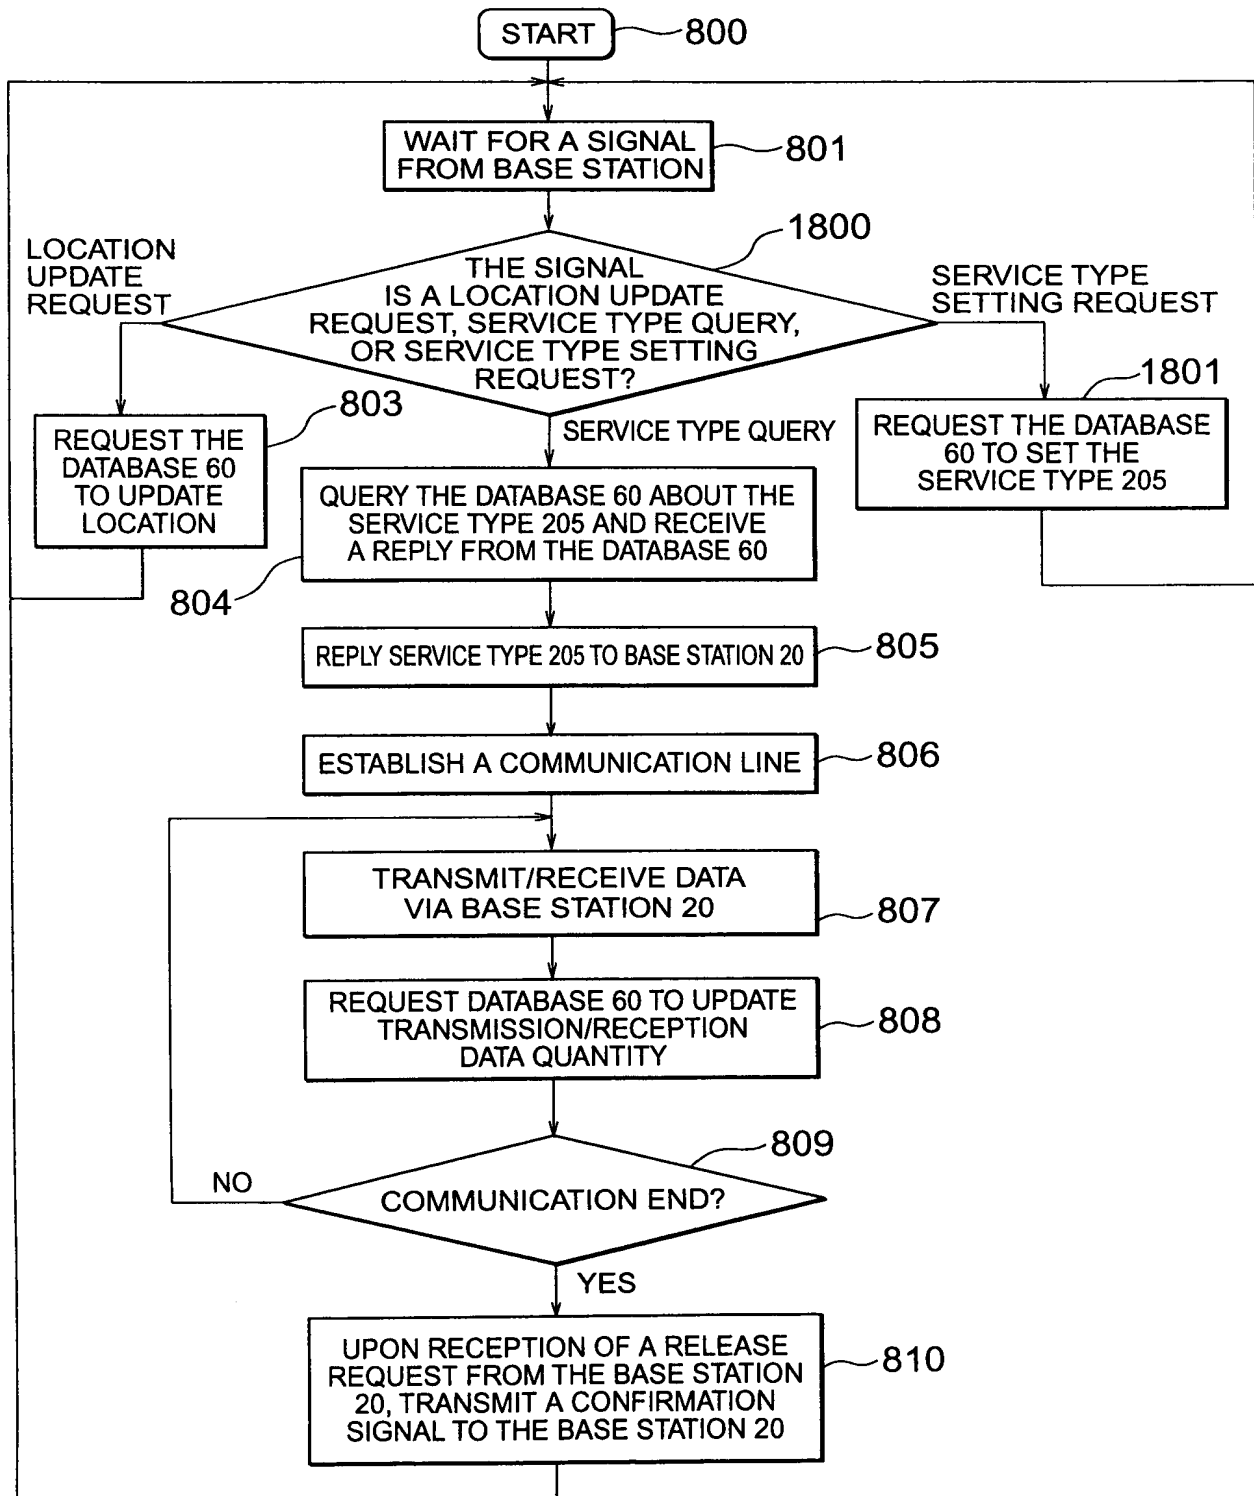 START
800
WAIT FOR A SIGNAL
FROM BASE STATION
801
1800
LOCATION
UPDATE
REQUEST
THE SIGNAL
IS A LOCATION UPDATE
REQUEST, SERVICE TYPE QUERY,
OR SERVICE TYPE SETTING
REQUEST?
SERVICE TYPE
SETTING REQUEST
803
REQUEST THE
DATABASE 60
TO UPDATE
LOCATION
SERVICE TYPE QUERY
1801
REQUEST THE DATABASE
60 TO SET THE
SERVICE TYPE 205
QUERY THE DATABASE 60 ABOUT THE
SERVICE TYPE 205 AND RECEIVE
A REPLY FROM THE DATABASE 60
804
REPLY SERVICE TYPE 205 TO BASE STATION 20
805
ESTABLISH A COMMUNICATION LINE
806
TRANSMIT/RECEIVE DATA
VIA BASE STATION 20
807
REQUEST DATABASE 60 TO UPDATE
TRANSMISSION/RECEPTION
DATA QUANTITY
808
809
NO
COMMUNICATION END?
YES
UPON RECEPTION OF A RELEASE
REQUEST FROM THE BASE STATION
20, TRANSMIT A CONFIRMATION
SIGNAL TO THE BASE STATION 20
810